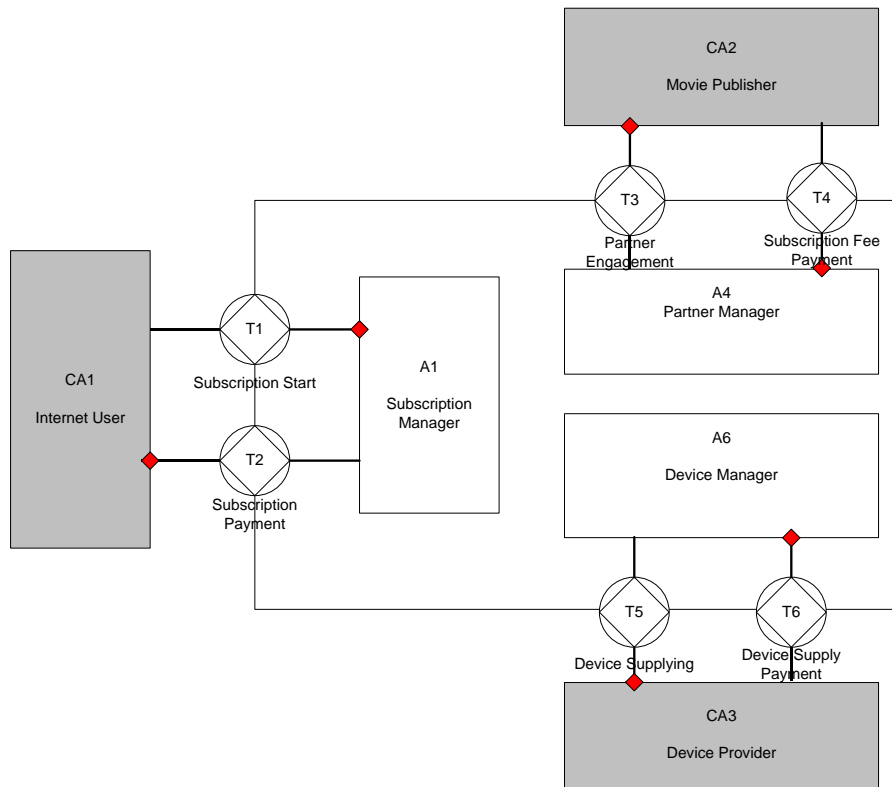 CA2
Movie Publisher
T3
T4
Partner
Engagement
Subscription Fee
Payment
A4
Partner Manager
CA1
Internet User
T1
Subscription Start
A1
Subscription
Manager
T2
Subscription
Payment
A6
Device Manager
T5
T6
Device Supplying
Device Supply
Payment
CA3
Device Provider